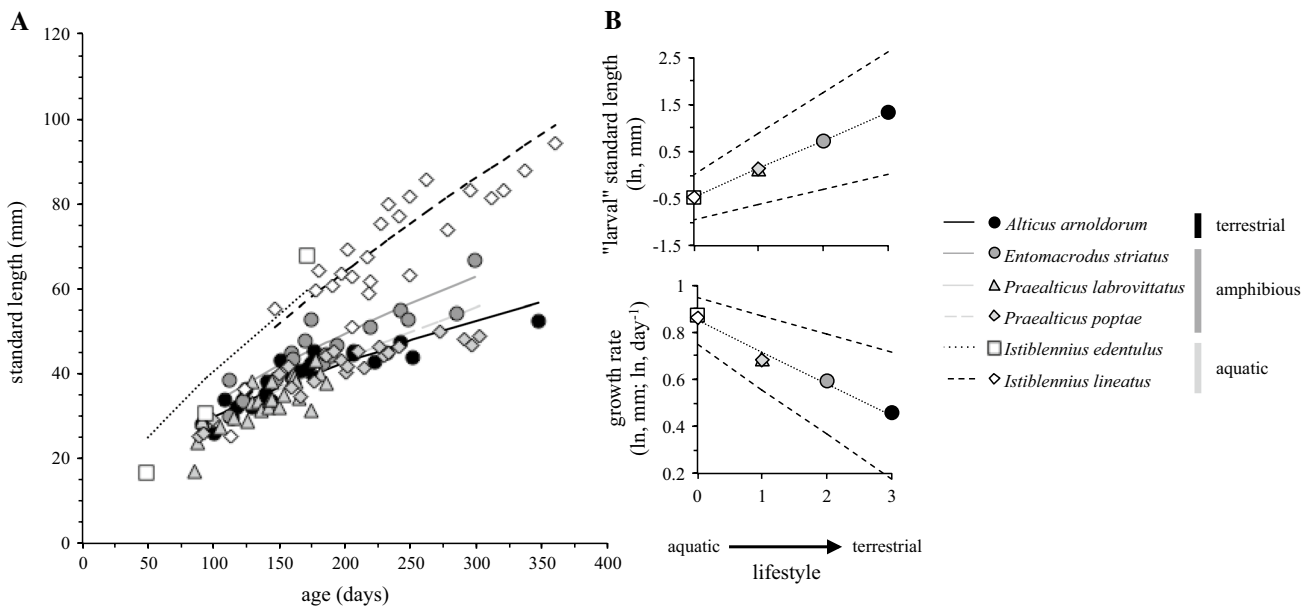 A
standard length (mm)
120
100
80
60
40
20
0
0 50 100 150 200 250 300 350 400
age (days)
B
"larval" standard length
(ln, mm)
2.5
1.5
0.5
-0.5
-1.5
growth rate
(ln, mm; ln, day-1)
1
0.8
0.6
0.4
0.2
0 1 2 3
aquatic terrestrial
lifestyle
Alticus arnoldorum
Entomacrodus striatus
Praealticus labrovittatus
Praealticus poptae
Istiblennius edentulus
Istiblennius lineatus
terrestrial
amphibious
aquatic